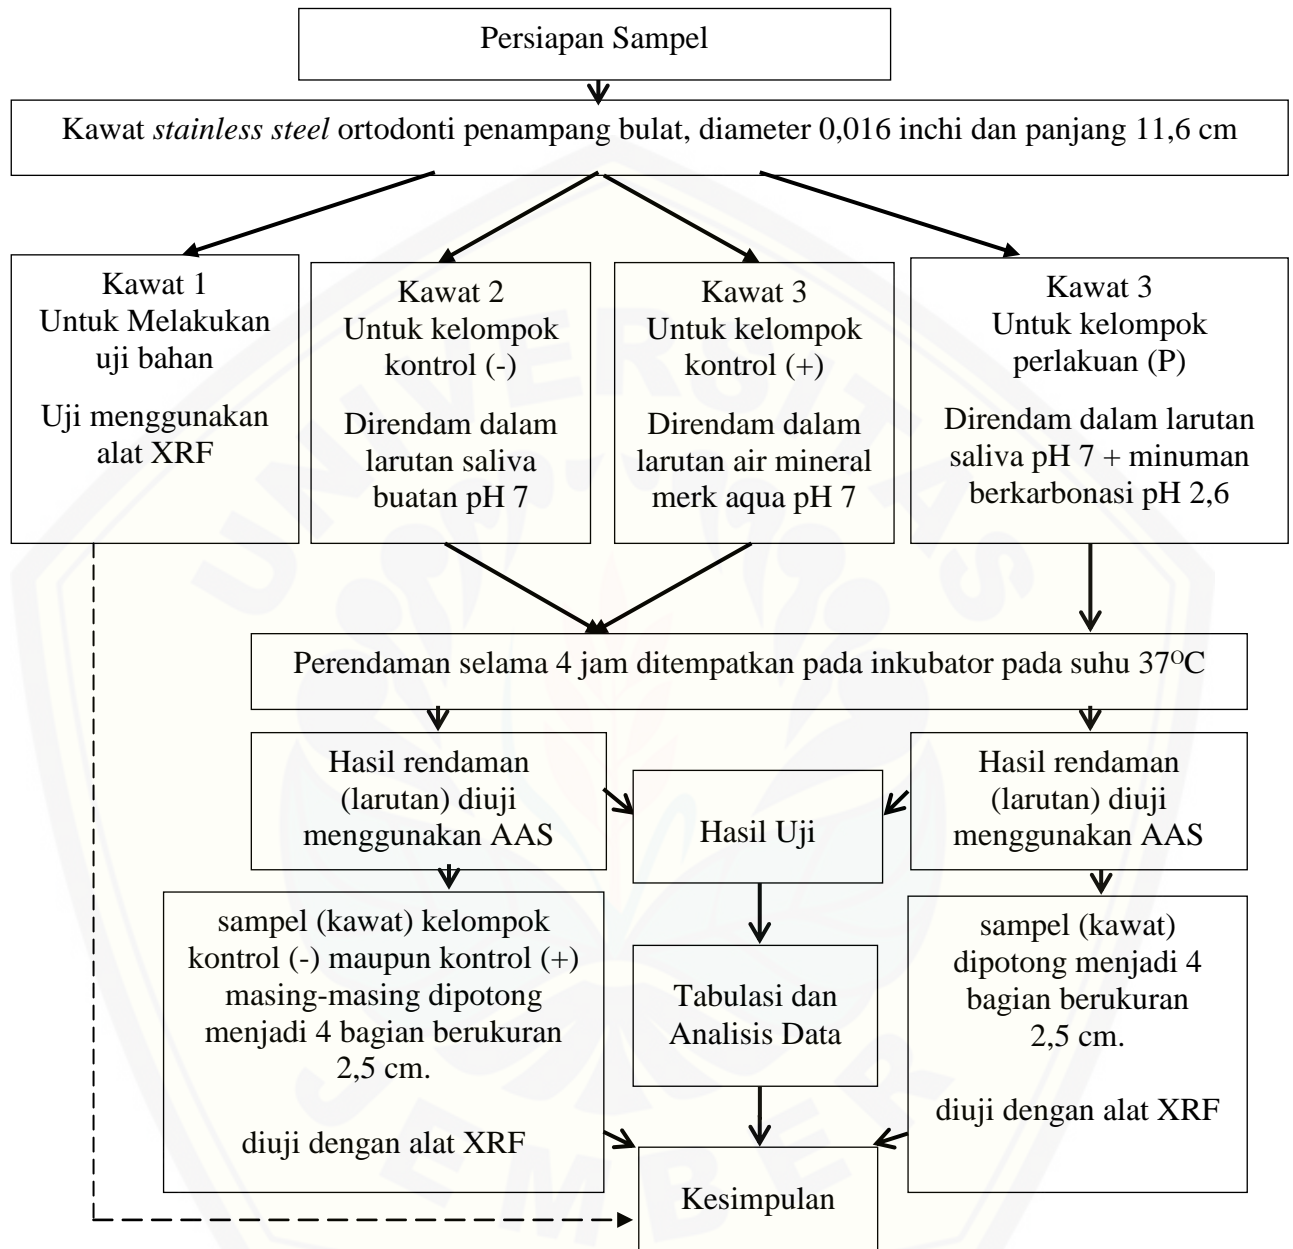 Persiapan Sampel
Kawat stainless steel ortodonti penampang bulat, diameter 0,016 inchi dan panjang 11,6 cm
Kawat 1
Untuk Melakukan
uji bahan
Uji menggunakan
alat XRF
Kawat 2
Untuk kelompok
kontrol (-)
Direndam dalam
larutan saliva
buatan pH 7
Kawat 3
Untuk kelompok
kontrol (+)
Direndam dalam
larutan air mineral
merk aqua pH 7
Kawat 3
Untuk kelompok
perlakuan (P)
Direndam dalam larutan
saliva pH 7 + minuman
berkarbonasi pH 2,6
Perendaman selama 4 jam ditempatkan pada inkubator pada suhu 37ᴼC
Hasil rendaman
(larutan) diuji
menggunakan AAS
Hasil Uji
Hasil rendaman
(larutan) diuji
menggunakan AAS
sampel (kawat) kelompok
kontrol (-) maupun kontrol (+)
masing-masing dipotong
menjadi 4 bagian berukuran
2,5 cm.
diuji dengan alat XRF
Tabulasi dan
Analisis Data
sampel (kawat)
dipotong menjadi 4
bagian berukuran
2,5 cm.
diuji dengan alat XRF
Kesimpulan
UNIVERSITAS
JEMBER